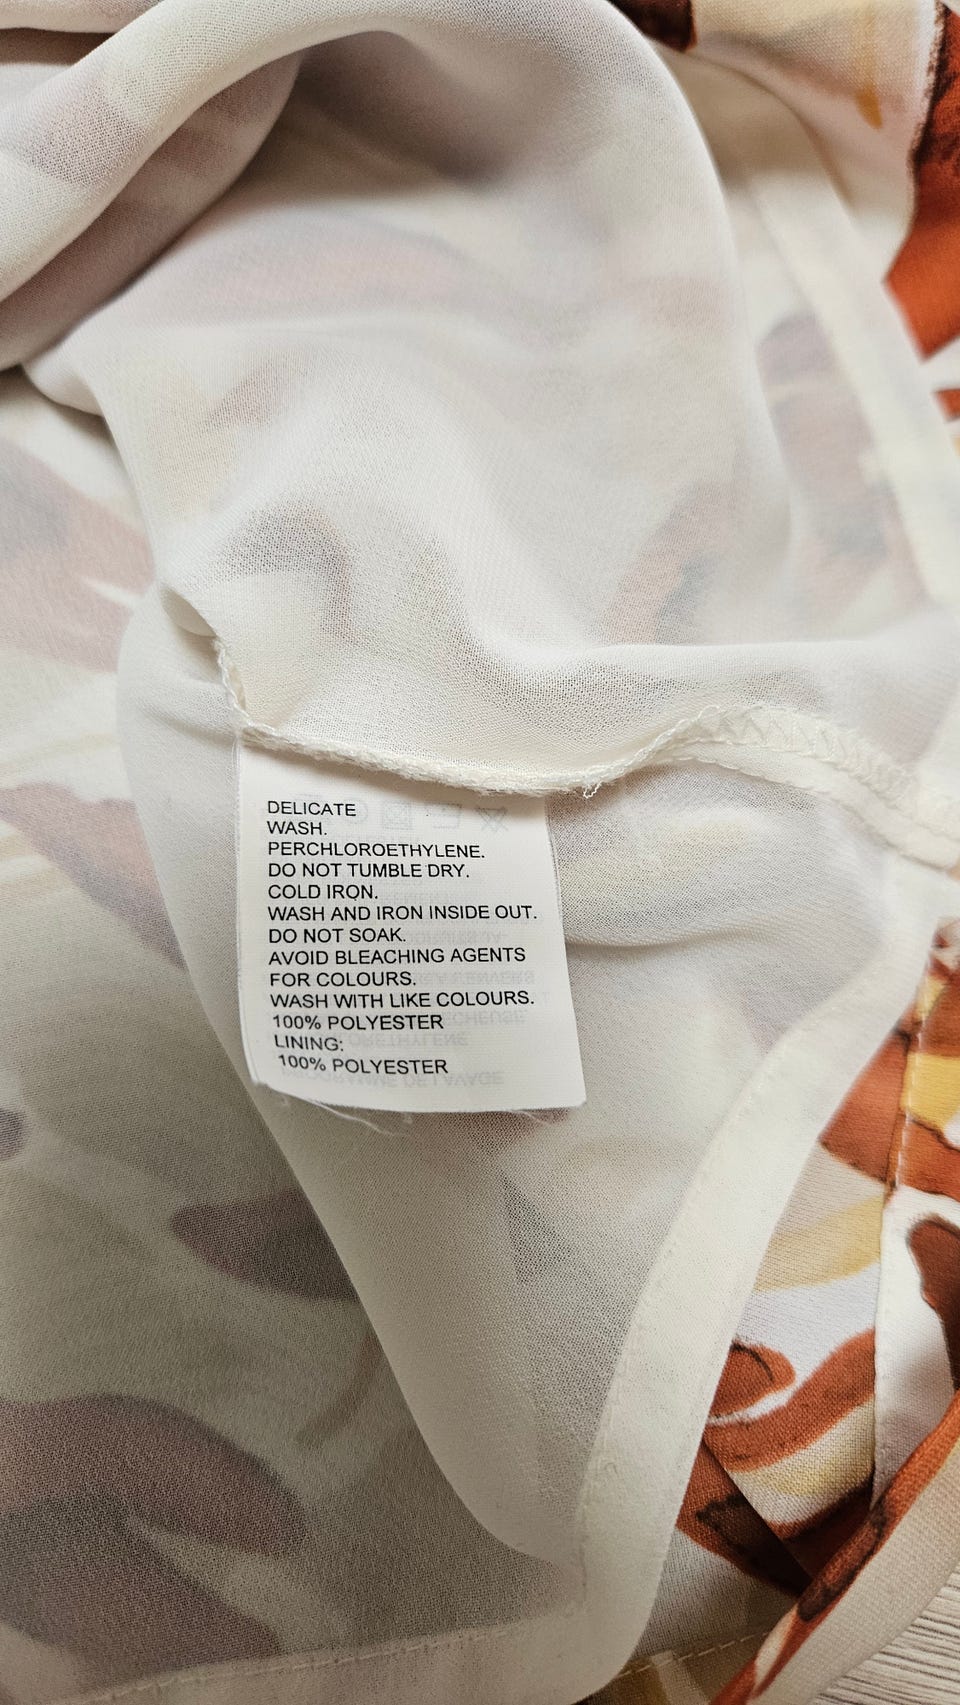 DELICATE
WASH.
PERCHLOROETHYLENE.
DO NOT TUMBLE DRY.
COLD IRON.
WASH AND IRON INSIDE OUT.
DO NOT SOAK.
AVOID BLEACHING AGENTS
FOR COLOURS.
WASH WITH LIKE COLOURS.
100% POLYESTER
LINING:
100% POLYESTER